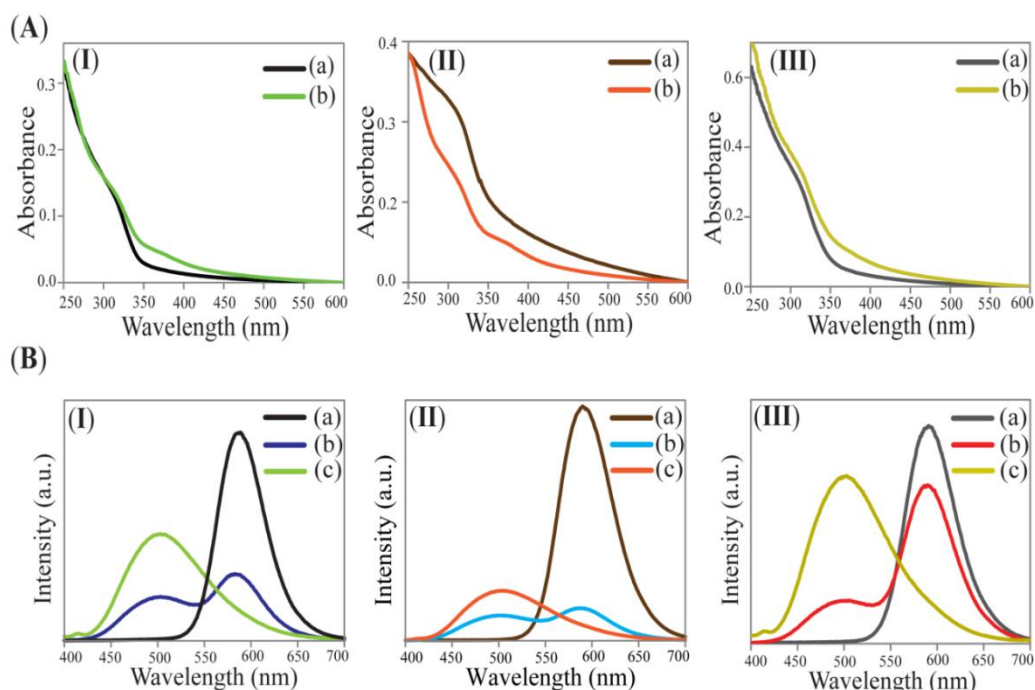 (A)
(I)
(a)
(b)
0.3
0.2
0.1
0.0
Absorbance
250 300 350 400 450 500 550 600
Wavelength (nm)
(II)
(a)
(b)
0.4
0.3
0.2
0.0
Absorbance
250 300 350 400 450 500 550 600
Wavelength (nm)
(III)
(a)
(b)
0.6
0.4
0.2
0.0
Absorbance
250 300 350 400 450 500 550 600
Wavelength (nm)
(B)
(I)
(a)
(b)
(c)
Intensity (a.u.)
400 450 500 550 600 650 700
Wavelength (nm)
(II)
(a)
(b)
(c)
Intensity (a.u.)
400 450 500 550 600 650 700
Wavelength (nm)
(III)
(a)
(b)
(c)
Intensity (a.u.)
400 450 500 550 600 650 700
Wavelength (nm)